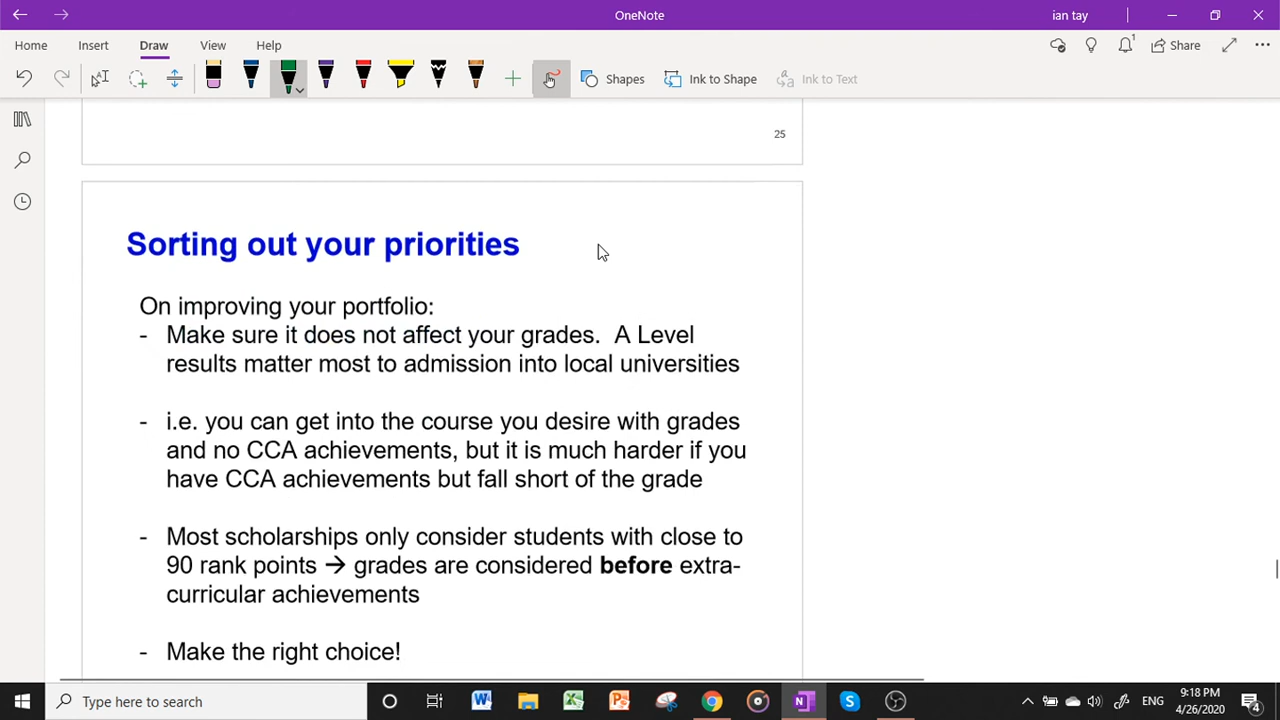 OneNote
ian tay
Home
Insert
Draw
View
Help
Share
Shapes
Ink to Shape
Ink to Text
25
Sorting out your priorities
On improving your portfolio:
- Make sure it does not affect your grades. A Level
results matter most to admission into local universities
- i.e. you can get into the course you desire with grades
and no CCA achievements, but it is much harder if you
have CCA achievements but fall short of the grade
- Most scholarships only consider students with close to
90 rank points → grades are considered before extra-
curricular achievements
- Make the right choice!
Type here to search
ENG
9:18 PM
4/26/2020
4